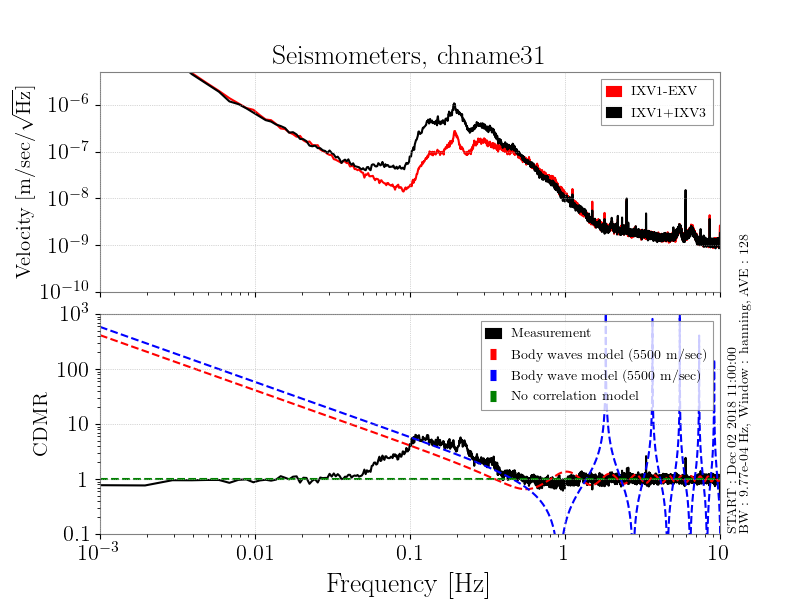 Seismometers, chname31
Velocity [m/sec/√Hz]
10⁻⁶
10⁻⁷
10⁻⁸
10⁻⁹
10⁻¹⁰
IXV1-EXV
IXV1+IXV3
CDMR
10³
100
10
1
0.1
Measurement
Body waves model (5500 m/sec)
Body wave model (5500 m/sec)
No correlation model
10⁻³
0.01
0.1
1
10
Frequency [Hz]
START : Dec 02 2018 11:00:00
BW : 9.77e-04 Hz, Window : hanning, AVE : 128